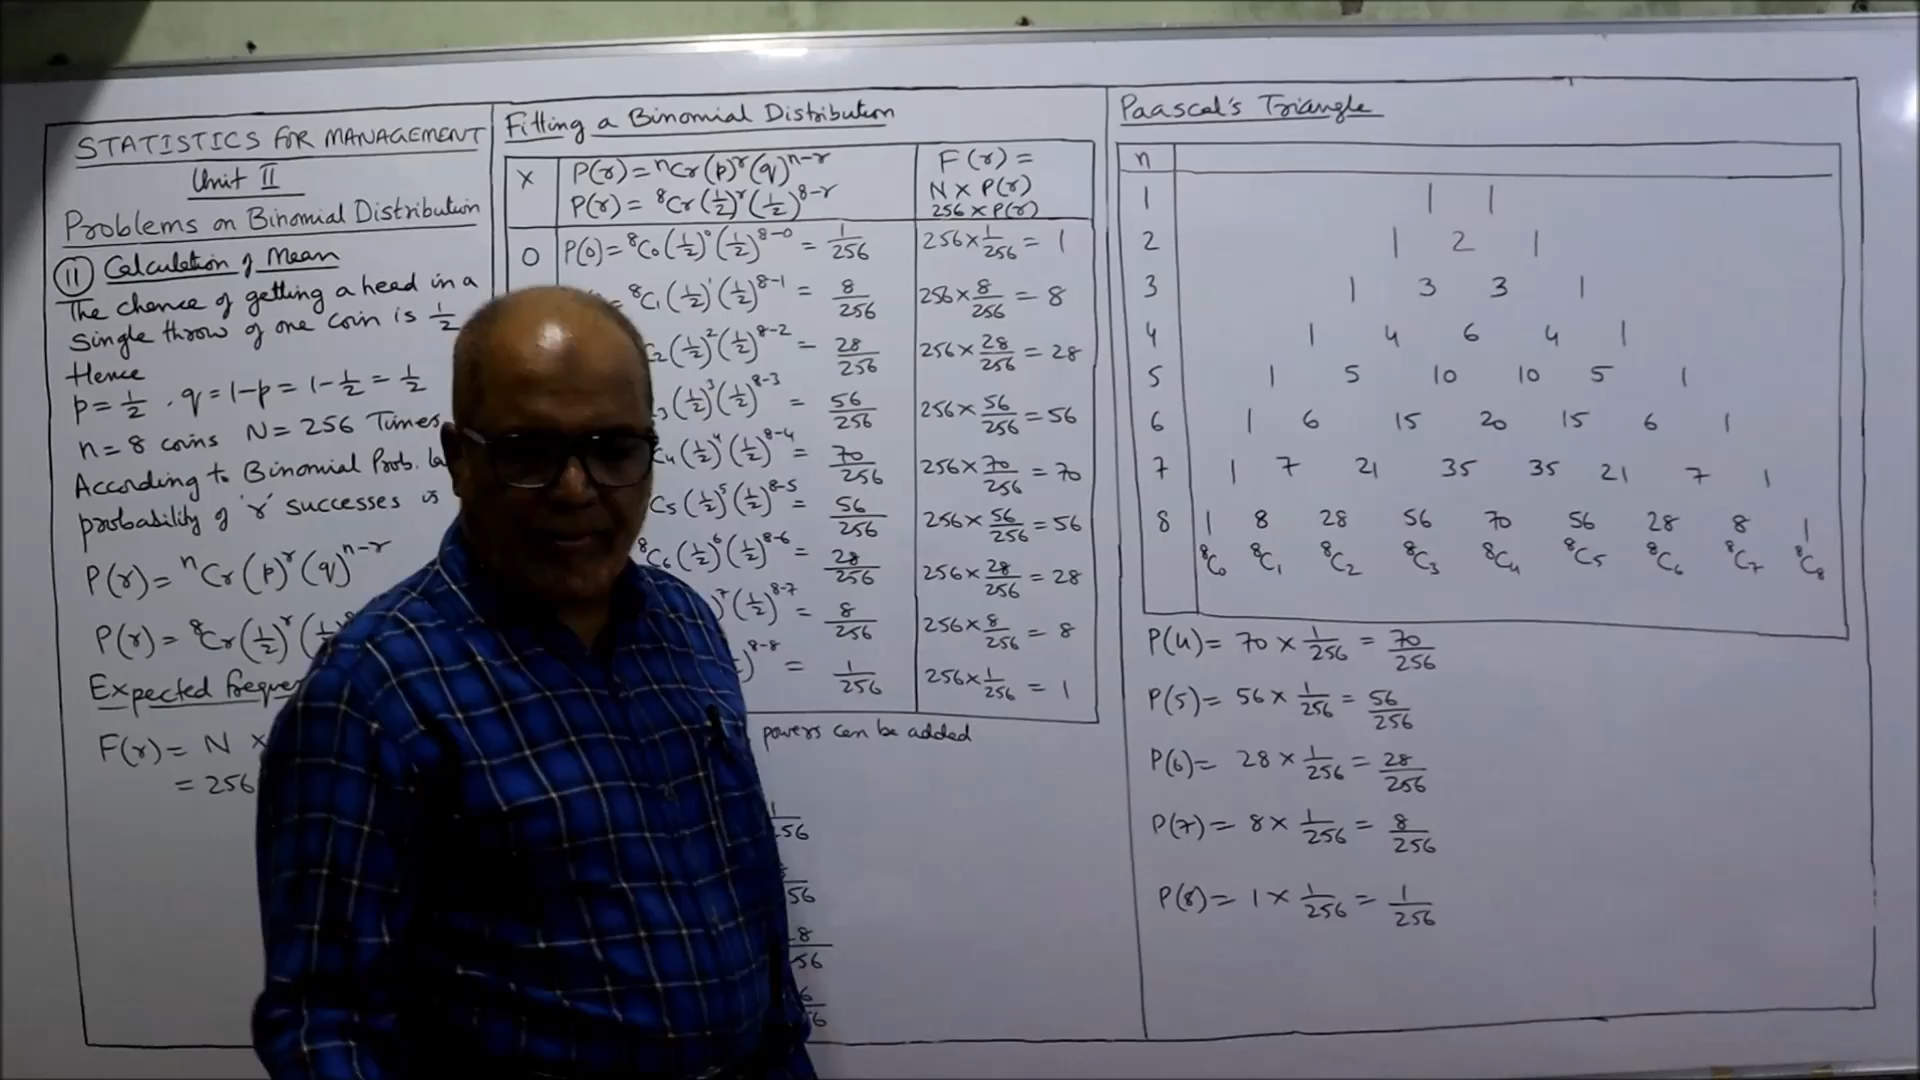 STATISTICS FOR MANAGEMENT
Unit II
Problems on Binomial Distribution
11 Calculation of Mean
The chance of getting a head in a
single throw of one coin is 1/2
Hence
p = 1/2 . q = 1-p = 1-1/2 = 1/2
n = 8 coins N = 256 Times
According to Binomial Prob.
probability of 'r' successes is
P(r) = ⁿCr (p)^r (q)^(n-r)
P(r) = ⁸Cr (1/2)^r
Expected
F(r) = N ×
= 256
Fitting a Binomial Distribution
X P(r) = ⁿCr (p)^r (q)^(n-r) F(r) =
N × P(r)
P(r) = ⁸Cr (1/2)^r (1/2)^(8-r) 256 × P(r)
0 P(0) = ⁸C₀ (1/2)^0 (1/2)^(8-0) = 1/256 256 × 1/256 = 1
= ⁸C₁ (1/2)^1 (1/2)^(8-1) = 8/256 256 × 8/256 = 8
C₂ (1/2)^2 (1/2)^(8-2) = 28/256 256 × 28/256 = 28
₃ (1/2)^3 (1/2)^(8-3) = 56/256 256 × 56/256 = 56
C₄ (1/2)^4 (1/2)^(8-4) = 70/256 256 × 70/256 = 70
C₅ (1/2)^5 (1/2)^(8-5) = 56/256 256 × 56/256 = 56
⁸C₆ (1/2)^6 (1/2)^(8-6) = 28/256 256 × 28/256 = 28
)^7 (1/2)^(8-7) = 8/256 256 × 8/256 = 8
)^(8-8) = 1/256 256 × 1/256 = 1
powers can be added
Paascal's Triangle
n
1 1 1
2 1 2 1
3 1 3 3 1
4 1 4 6 4 1
5 1 5 10 10 5 1
6 1 6 15 20 15 6 1
7 1 7 21 35 35 21 7 1
8 1 8 28 56 70 56 28 8 1
⁸C₀ ⁸C₁ ⁸C₂ ⁸C₃ ⁸C₄ ⁸C₅ ⁸C₆ ⁸C₇ ⁸C₈
P(4) = 70 × 1/256 = 70/256
P(5) = 56 × 1/256 = 56/256
P(6) = 28 × 1/256 = 28/256
P(7) = 8 × 1/256 = 8/256
P(8) = 1 × 1/256 = 1/256